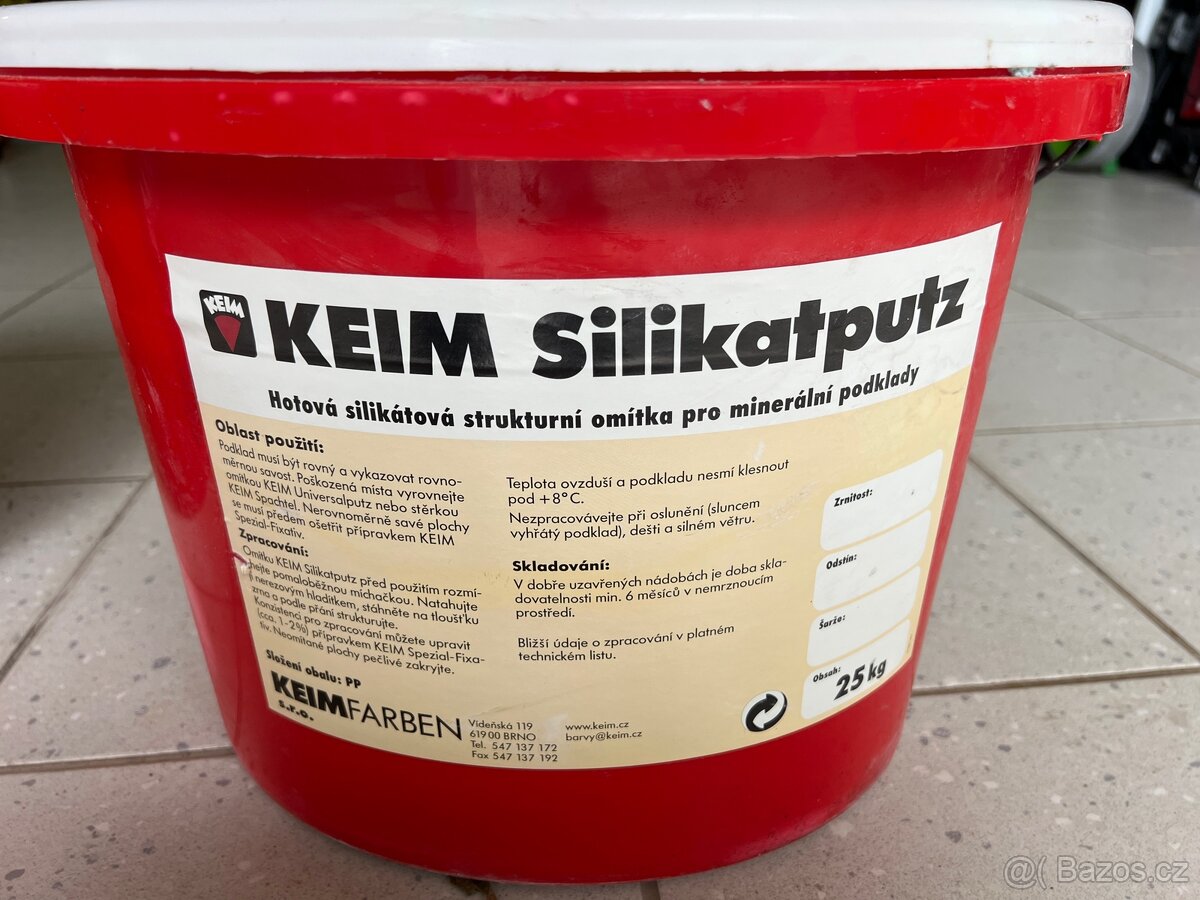 KEIM
KEIM Silikatputz
Hotová silikátová strukturní omítka pro minerální podklady
Oblast použití:
Podklad musí být rovný a vykazovat rovno-
měrnou savost. Poškozená místa vyrovnejte
omítkou KEIM Universalputz nebo stěrkou
KEIM Spachtel. Nerovnoměrně savé plochy
se musí předem ošetřit přípravkem KEIM
Spezial-Fixativ.
Zpracování:
Omítku KEIM Silikatputz před použitím rozmí-
hejte pomaloběžnou míchačkou. Natahujte
nerezovým hladítkem, stáhněte na tloušťku
zrna a podle přání strukturujte.
Konzistenci pro zpracování můžete upravit
(cca. 1-2%) přípravkem KEIM Spezial-Fixa-
tiv. Neomítané plochy pečlivě zakryjte.
Složení obalu: PP
KEIMFARBEN
s.r.o.
Vídeňská 119
619 00 BRNO
Tel. 547 137 172
Fax 547 137 192
www.keim.cz
barvy@keim.cz
Teplota ovzduší a podkladu nesmí klesnout
pod +8°C.
Nezpracovávejte při oslunění (sluncem
vyhřátý podklad), dešti a silném větru.
Skladování:
V dobře uzavřených nádobách je doba skla-
dovatelnosti min. 6 měsíců v nemrznoucím
prostředí.
Bližší údaje o zpracování v platném
technickém listu.
Zrnitost:
Odstín:
Šarže:
Obsah:
25 kg
@( Bazos.cz